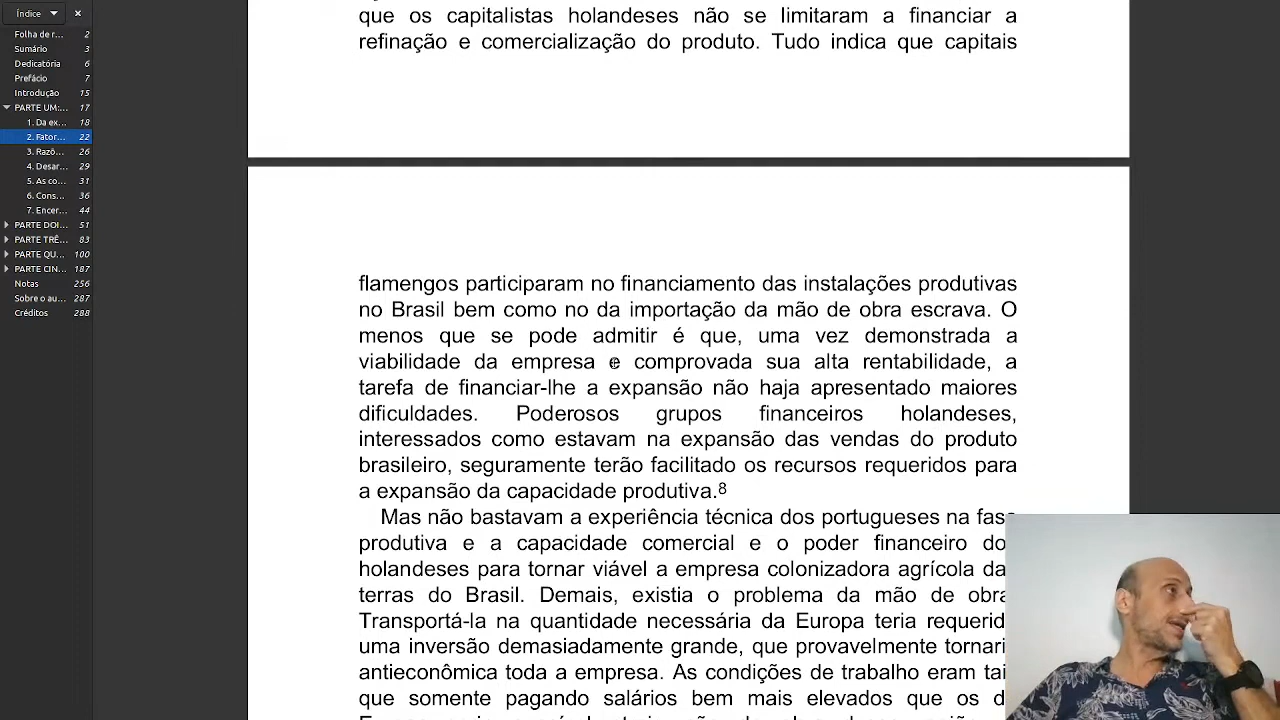 Índice
Folha de r... 2
Sumário 3
Dedicatória 6
Prefácio 7
Introdução 15
PARTE UM:... 17
1. Da ex... 18
2. Fator... 22
3. Razõ... 26
4. Desar... 29
5. As co... 31
6. Cons... 36
7. Encer... 44
PARTE DOI... 51
PARTE TRÊ... 83
PARTE QU... 100
PARTE CIN... 187
Notas 256
Sobre o au... 287
Créditos 288
que os capitalistas holandeses não se limitaram a financiar a
refinação e comercialização do produto. Tudo indica que capitais
flamengos participaram no financiamento das instalações produtivas
no Brasil bem como no da importação da mão de obra escrava. O
menos que se pode admitir é que, uma vez demonstrada a
viabilidade da empresa e comprovada sua alta rentabilidade, a
tarefa de financiar-lhe a expansão não haja apresentado maiores
dificuldades. Poderosos grupos financeiros holandeses,
interessados como estavam na expansão das vendas do produto
brasileiro, seguramente terão facilitado os recursos requeridos para
a expansão da capacidade produtiva.8
Mas não bastavam a experiência técnica dos portugueses na fase
produtiva e a capacidade comercial e o poder financeiro do
holandeses para tornar viável a empresa colonizadora agrícola da
terras do Brasil. Demais, existia o problema da mão de obra
Transportá-la na quantidade necessária da Europa teria requerid
uma inversão demasiadamente grande, que provavelmente tornari
antieconômica toda a empresa. As condições de trabalho eram tai
que somente pagando salários bem mais elevados que os d